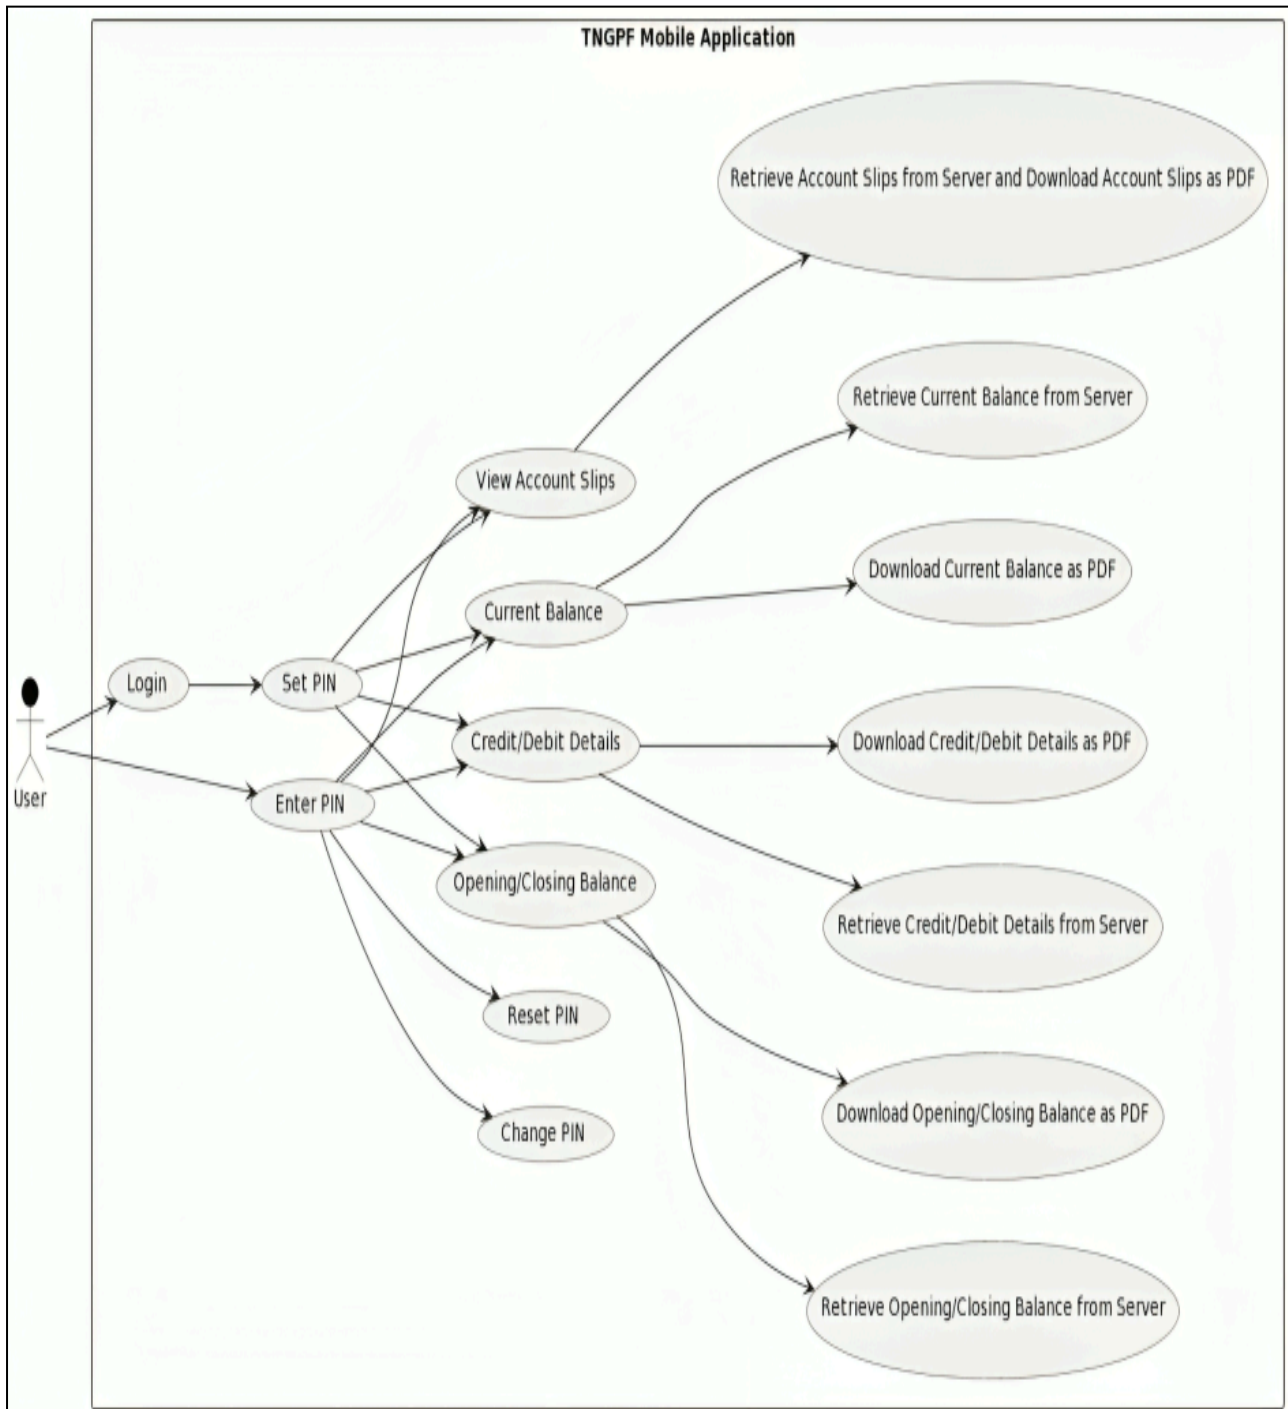 TNGPF Mobile Application
Retrieve Account Slips from Server and Download Account Slips as PDF
Retrieve Current Balance from Server
View Account Slips
Download Current Balance as PDF
Current Balance
Login
Set PIN
Credit/Debit Details
Download Credit/Debit Details as PDF
User
Enter PIN
Opening/Closing Balance
Retrieve Credit/Debit Details from Server
Reset PIN
Download Opening/Closing Balance as PDF
Change PIN
Retrieve Opening/Closing Balance from Server